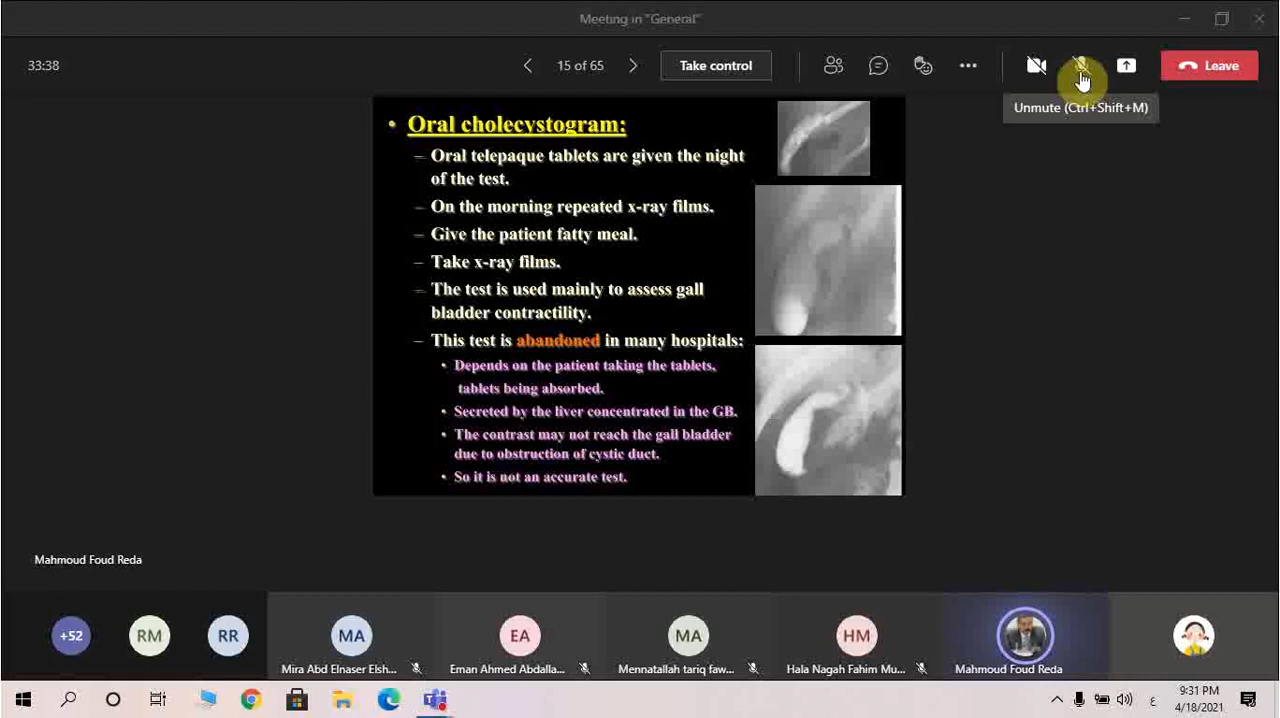 Meeting in "General"
33:38
15 of 65
Take control
Leave
Unmute (Ctrl+Shift+M)
• Oral cholecystogram:
– Oral telepaque tablets are given the night
of the test.
– On the morning repeated x-ray films.
– Give the patient fatty meal.
– Take x-ray films.
– The test is used mainly to assess gall
bladder contractility.
– This test is abandoned in many hospitals:
• Depends on the patient taking the tablets,
tablets being absorbed.
• Secreted by the liver concentrated in the GB.
• The contrast may not reach the gall bladder
due to obstruction of cystic duct.
• So it is not an accurate test.
Mahmoud Foud Reda
+52
RM
RR
MA
EA
MA
HM
Mira Abd Elnaser Elsh...
Eman Ahmed Abdalla...
Mennatallah tariq faw...
Hala Nagah Fahim Mu...
Mahmoud Foud Reda
ع
9:31 PM
4/18/2021